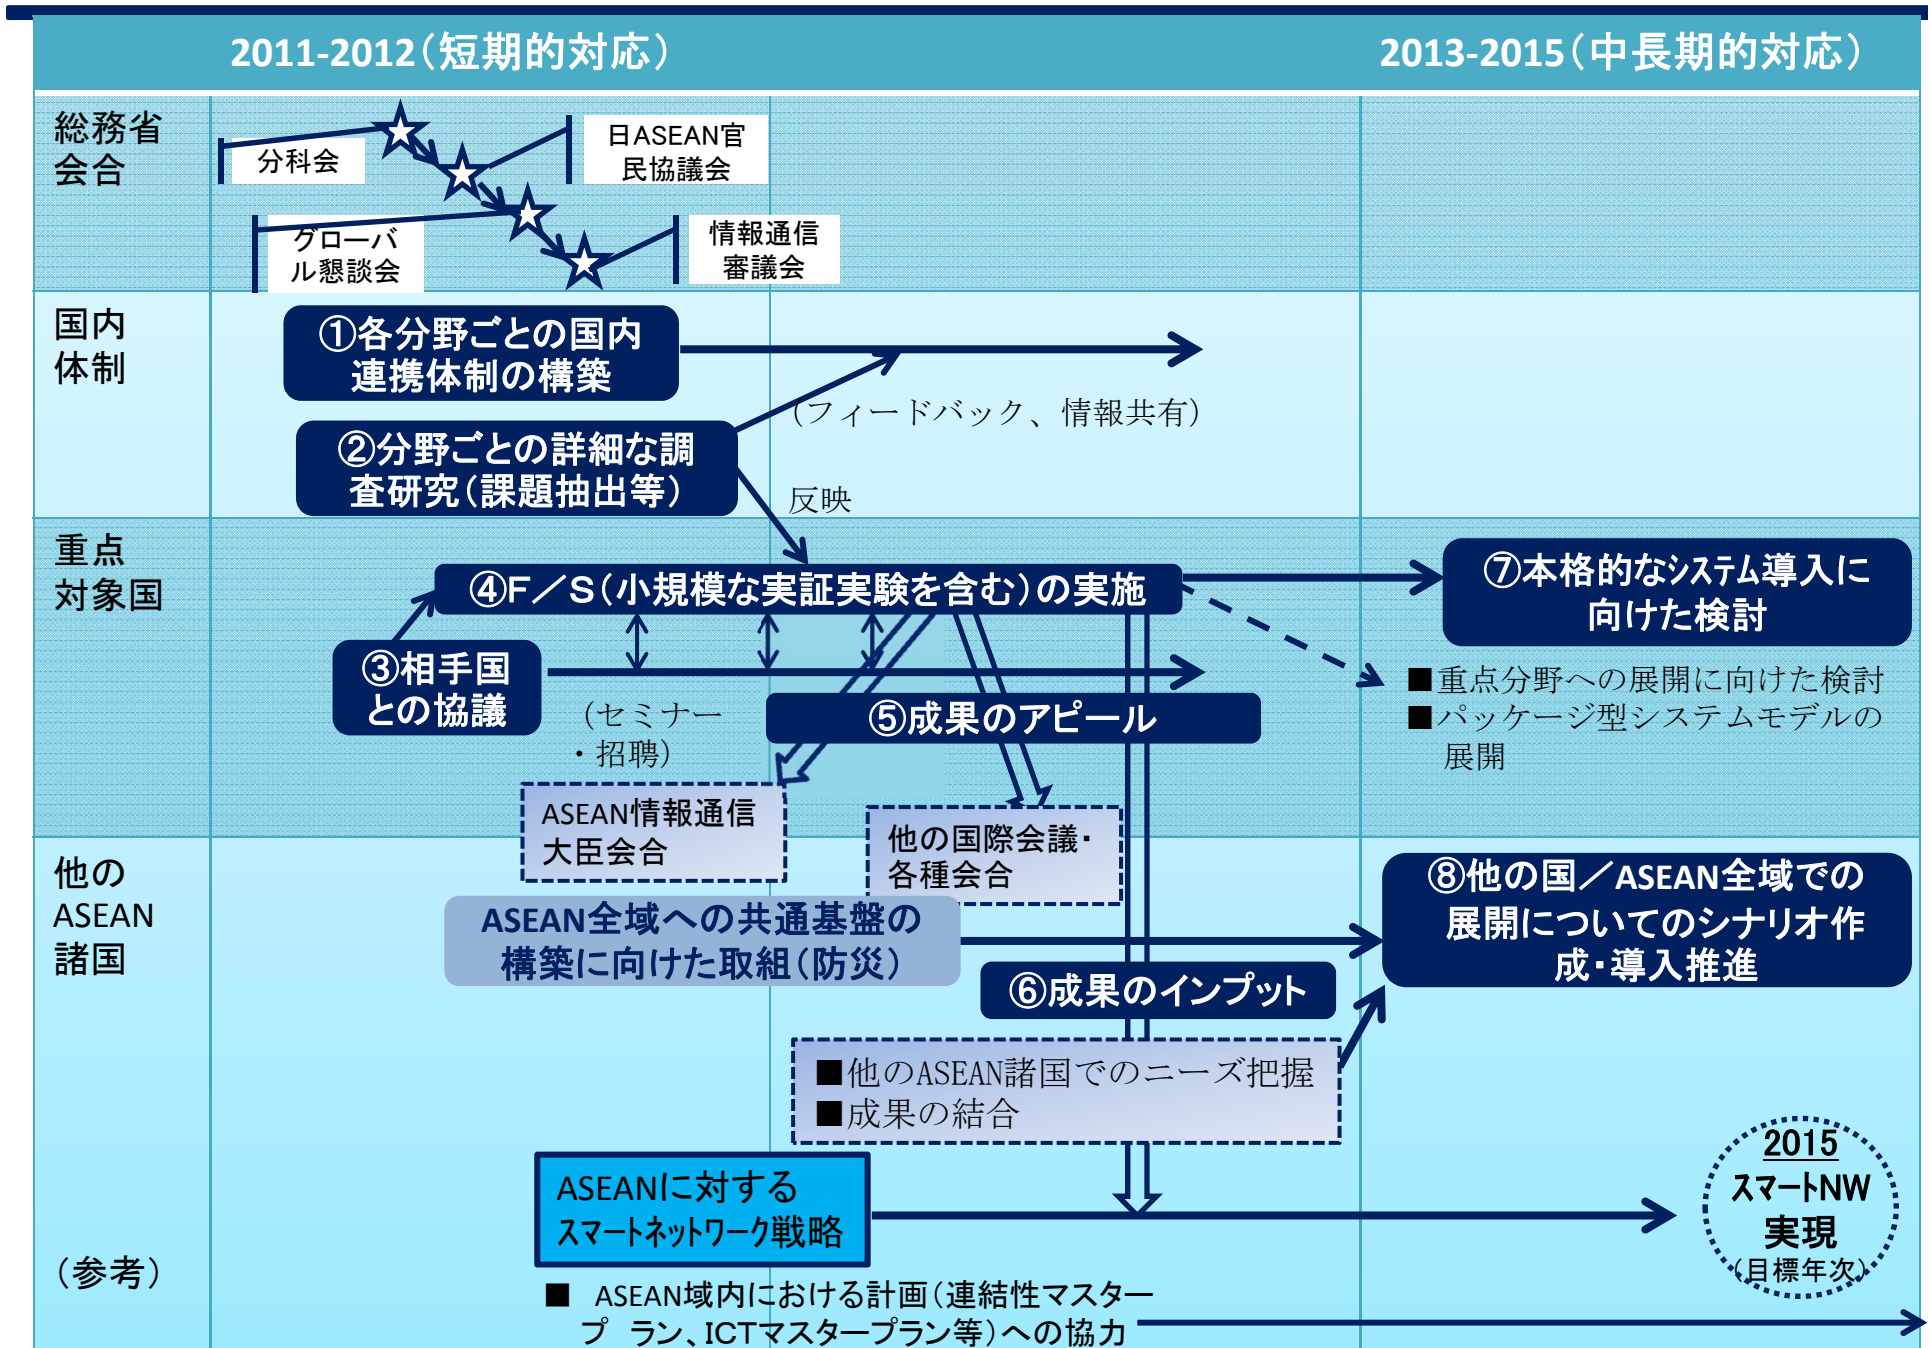 2011-2012（短期的対応）
2013-2015（中長期的対応）
総務省
会合
分科会
日ASEAN官
民協議会
グローバ
ル懇談会
情報通信
審議会
国内
体制
①各分野ごとの国内
連携体制の構築
（フィードバック、情報共有）
②分野ごとの詳細な調
査研究（課題抽出等）
反映
重点
対象国
④F／S（小規模な実証実験を含む）の実施
⑦本格的なシステム導入に
向けた検討
③相手国
との協議
（セミナー
・招聘）
⑤成果のアピール
■重点分野への展開に向けた検討
■パッケージ型システムモデルの
展開
ASEAN情報通信
大臣会合
他の国際会議・
各種会合
他の
ASEAN
諸国
ASEAN全域への共通基盤の
構築に向けた取組（防災）
⑧他の国／ASEAN全域での
展開についてのシナリオ作
成・導入推進
⑥成果のインプット
■他のASEAN諸国でのニーズ把握
■成果の結合
ASEANに対する
スマートネットワーク戦略
2015
スマートNW
実現
（目標年次）
（参考）
■ ASEAN域内における計画（連結性マスター
プ ラン、ICTマスタープラン等）への協力